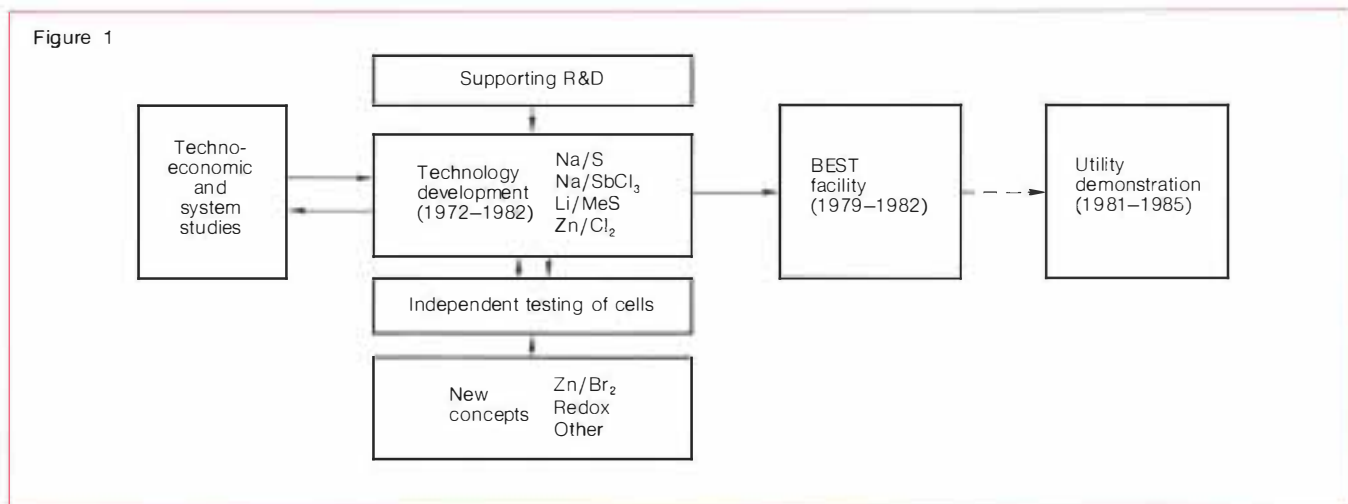 Figure 1
Supporting R&D
Techno-
economic
and
system
studies
Technology
development
(1972–1982)
Na/S
Na/SbCl₃
Li/MeS
Zn/Cl₂
BEST
facility
(1979–1982)
Utility
demonstration
(1981–1985)
Independent testing of cells
New
concepts
Zn/Br₂
Redox
Other